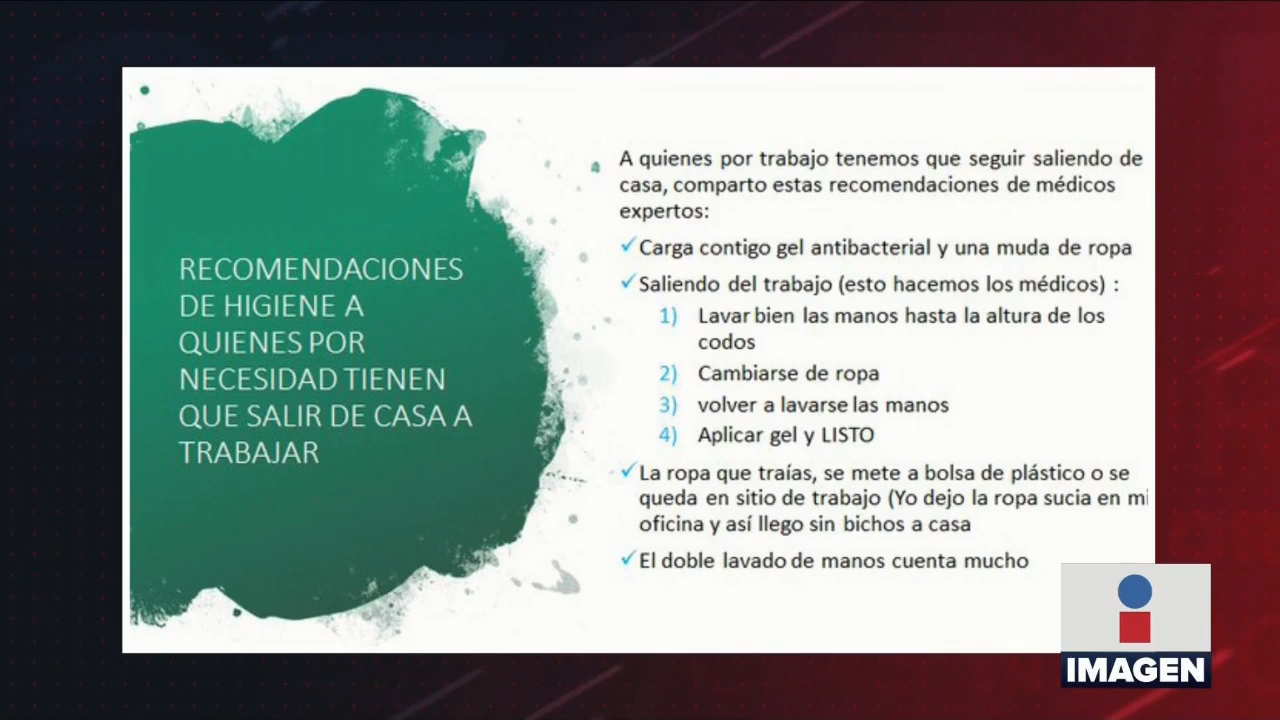 RECOMENDACIONES
DE HIGIENE A
QUIENES POR
NECESIDAD TIENEN
QUE SALIR DE CASA A
TRABAJAR
A quienes por trabajo tenemos que seguir saliendo de
casa, comparto estas recomendaciones de médicos
expertos:
✓Carga contigo gel antibacterial y una muda de ropa
✓Saliendo del trabajo (esto hacemos los médicos) :
1) Lavar bien las manos hasta la altura de los
codos
2) Cambiarse de ropa
3) volver a lavarse las manos
4) Aplicar gel y LISTO
✓La ropa que traías, se mete a bolsa de plástico o se
queda en sitio de trabajo (Yo dejo la ropa sucia en mi
oficina y así llego sin bichos a casa
✓El doble lavado de manos cuenta mucho
IMAGEN